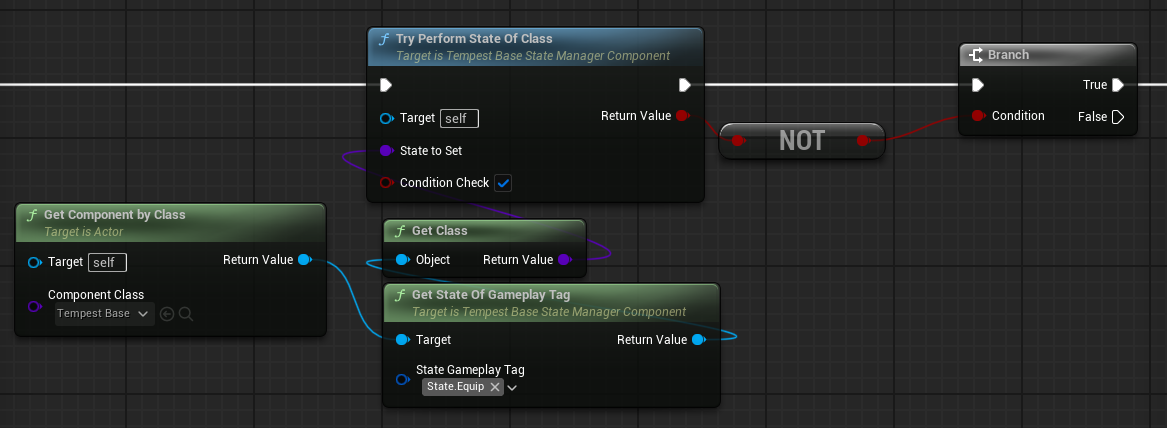 Try Perform State Of Class
Target is Tempest Base State Manager Component
Target self
Return Value
State to Set
Condition Check
NOT
Branch
True
Condition
False
Get Component by Class
Target is Actor
Target self
Return Value
Component Class
Tempest Base
Get Class
Object
Return Value
Get State Of Gameplay Tag
Target is Tempest Base State Manager Component
Target
Return Value
State Gameplay Tag
State.Equip